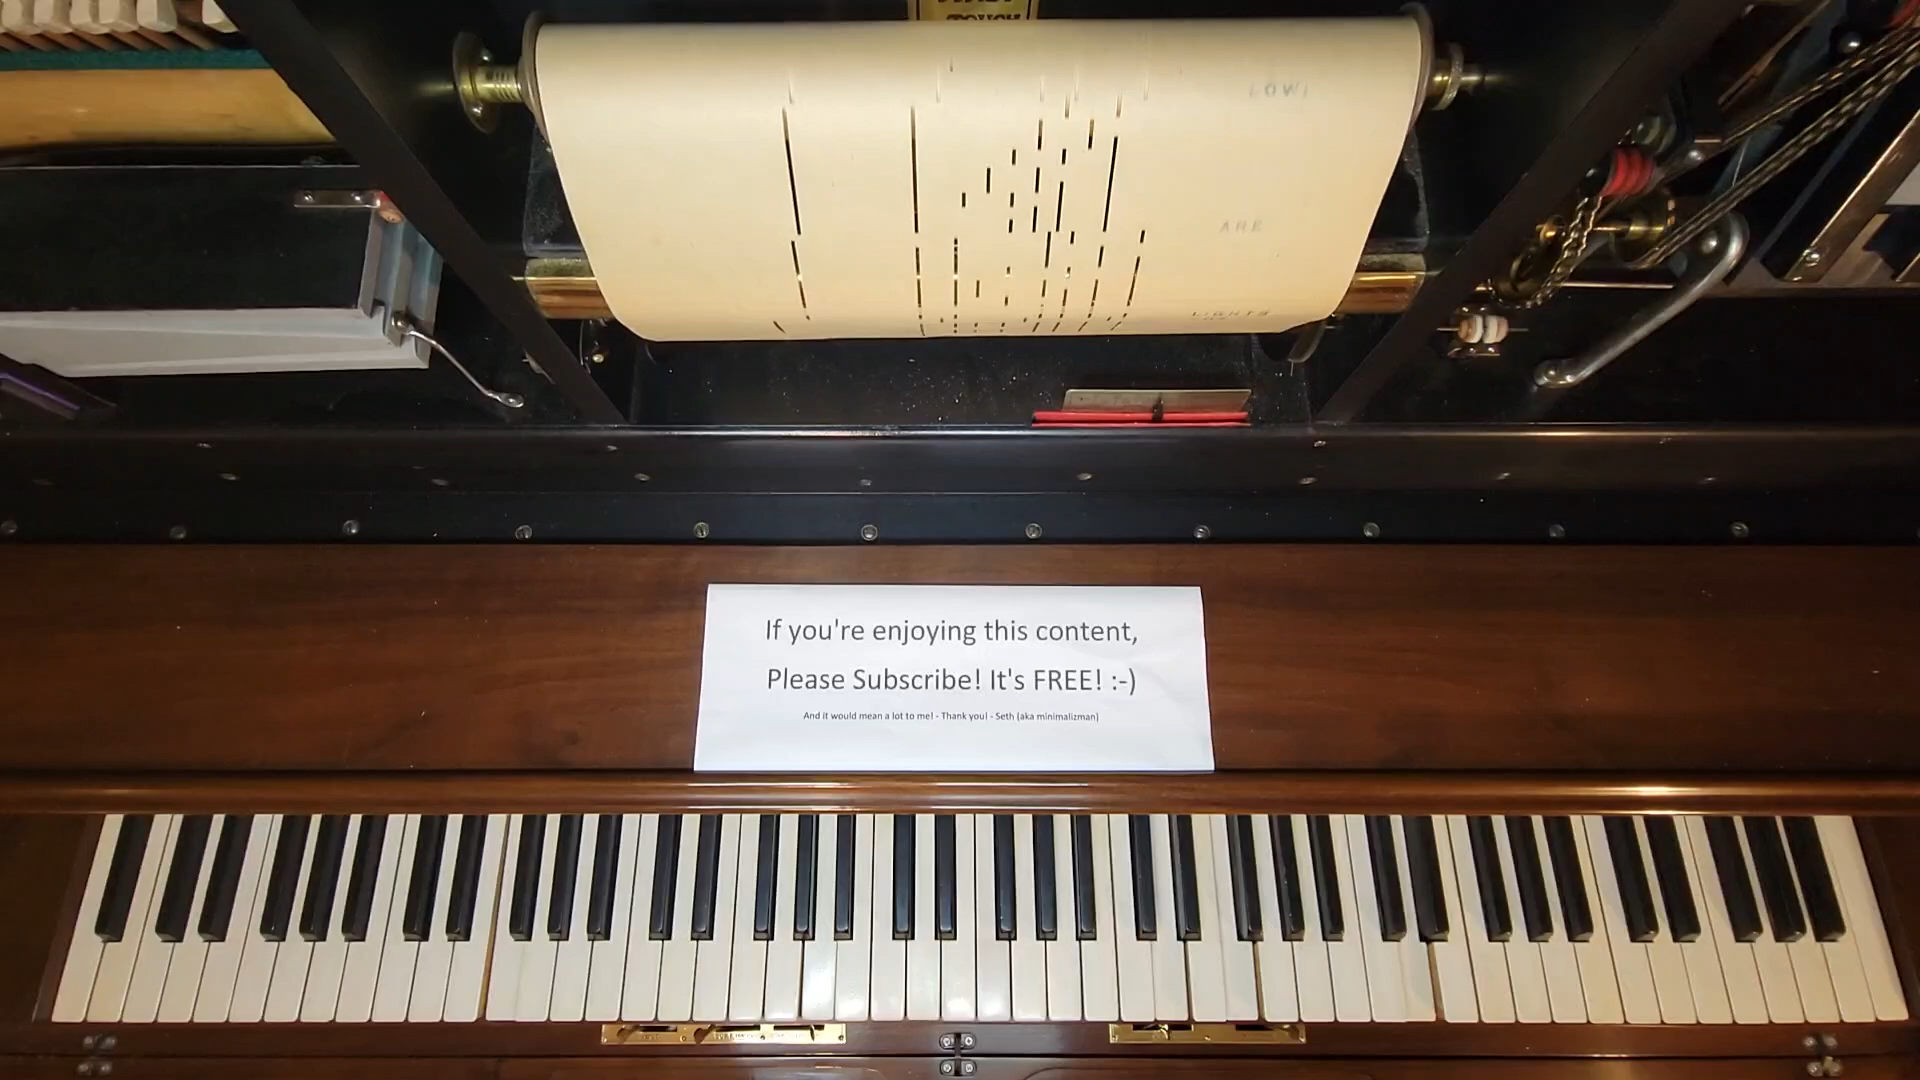 TOUCH
LOW,
ARE
LIGHTS
If you're enjoying this content,
Please Subscribe! It's FREE! :-)
And it would mean a lot to me! - Thank you! - Seth (aka minimalizman)